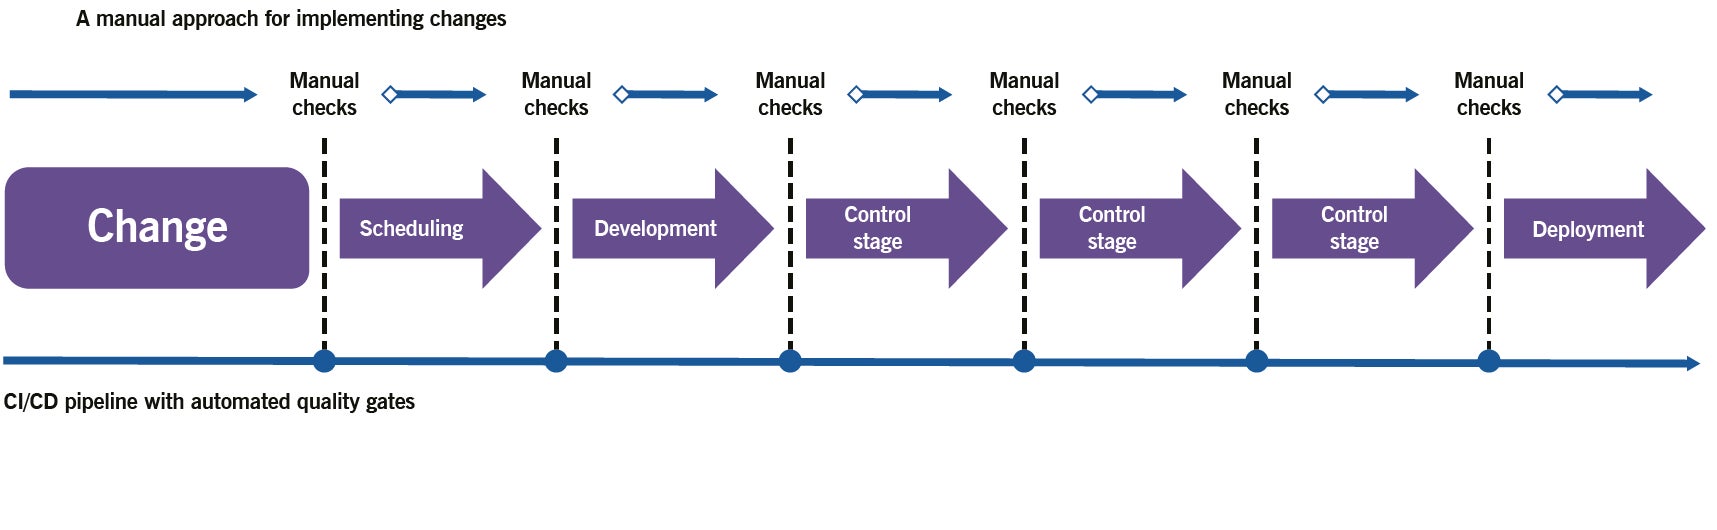 A manual approach for implementing changes
Manual
checks
Manual
checks
Manual
checks
Manual
checks
Manual
checks
Manual
checks
Change
Scheduling
Development
Control
stage
Control
stage
Control
stage
Deployment
CI/CD pipeline with automated quality gates